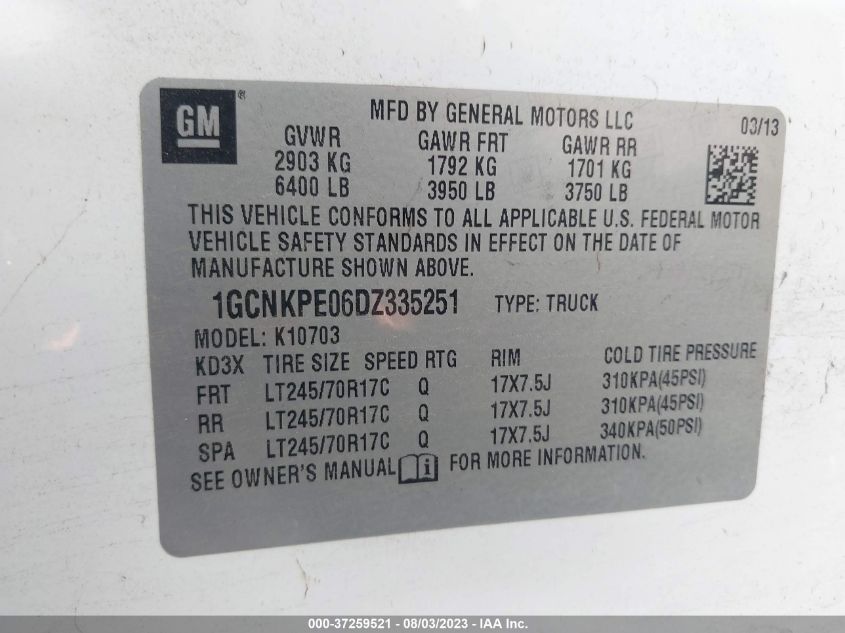 GM®
MFD BY GENERAL MOTORS LLC
03/13
GVWR GAWR FRT GAWR RR
2903 KG 1792 KG 1701 KG
6400 LB 3950 LB 3750 LB
THIS VEHICLE CONFORMS TO ALL APPLICABLE U.S. FEDERAL MOTOR
VEHICLE SAFETY STANDARDS IN EFFECT ON THE DATE OF
MANUFACTURE SHOWN ABOVE.
1GCNKPE06DZ335251 TYPE: TRUCK
MODEL: K10703
KD3X TIRE SIZE SPEED RTG RIM COLD TIRE PRESSURE
FRT LT245/70R17C Q 17X7.5J 310KPA(45PSI)
RR LT245/70R17C Q 17X7.5J 310KPA(45PSI)
SPA LT245/70R17C Q 17X7.5J 340KPA(50PSI)
SEE OWNER'S MANUAL i FOR MORE INFORMATION.
000-37259521 - 08/03/2023 - IAA Inc.